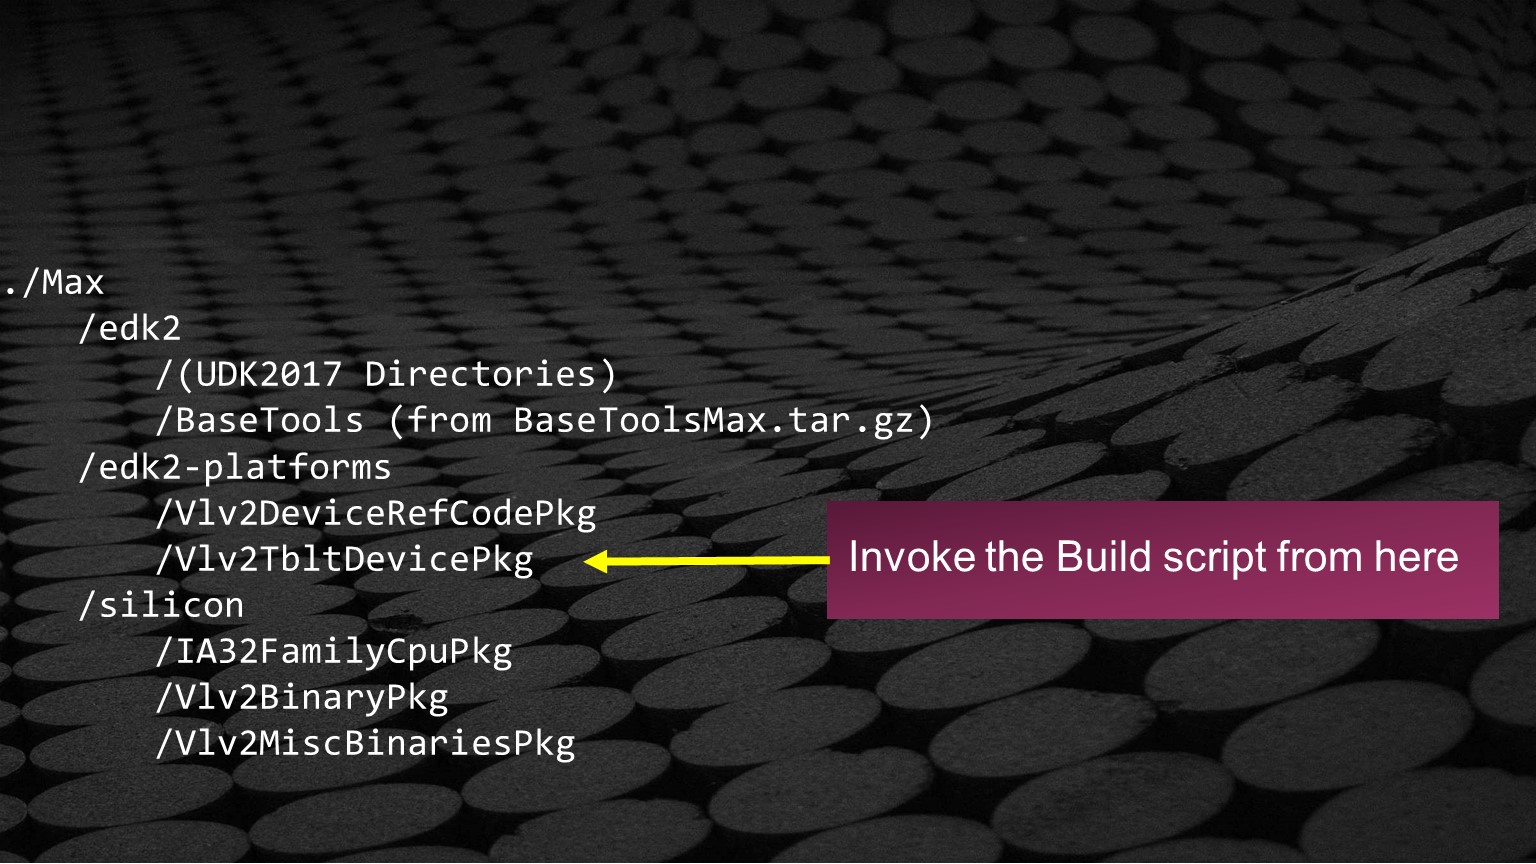 ./Max
/edk2
/(UDK2017 Directories)
/BaseTools (from BaseToolsMax.tar.gz)
/edk2-platforms
/Vlv2DeviceRefCodePkg
/Vlv2TbltDevicePkg
Invoke the Build script from here
/silicon
/IA32FamilyCpuPkg
/Vlv2BinaryPkg
/Vlv2MiscBinariesPkg